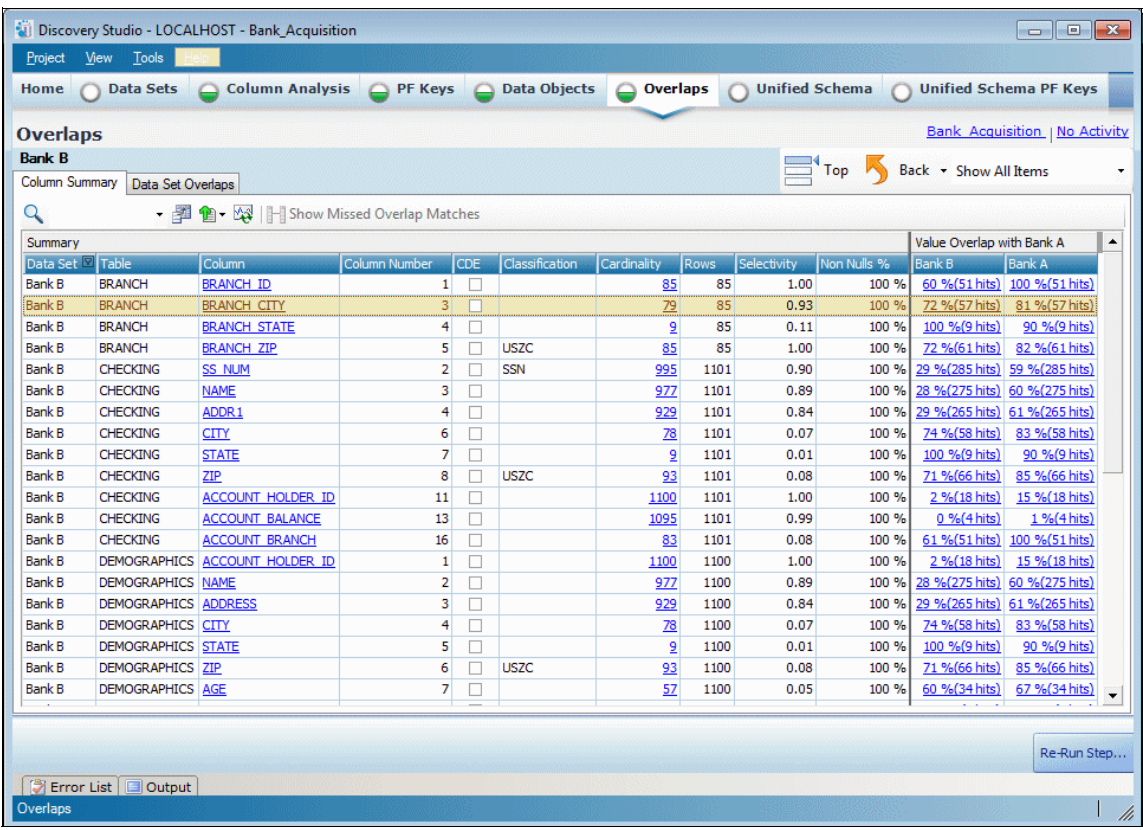 Discovery Studio - LOCALHOST - Bank_Acquisition
Project View Tools Help
Home Data Sets Column Analysis PF Keys Data Objects Overlaps Unified Schema Unified Schema PF Keys
Overlaps Bank_Acquisition | No Activity
Bank B
Top Back Show All Items
Column Summary Data Set Overlaps
Show Missed Overlap Matches
Summary Value Overlap with Bank A
Data Set Table Column Column Number CDE Classification Cardinality Rows Selectivity Non Nulls % Bank B Bank A
Bank B BRANCH BRANCH_ID 1 85 85 1.00 100 % 60 %(51 hits) 100 %(51 hits)
Bank B BRANCH BRANCH_CITY 3 79 85 0.93 100 % 72 %(57 hits) 81 %(57 hits)
Bank B BRANCH BRANCH_STATE 4 9 85 0.11 100 % 100 %(9 hits) 90 %(9 hits)
Bank B BRANCH BRANCH_ZIP 5 USZC 85 85 1.00 100 % 72 %(61 hits) 82 %(61 hits)
Bank B CHECKING SS_NUM 2 SSN 995 1101 0.90 100 % 29 %(285 hits) 59 %(285 hits)
Bank B CHECKING NAME 3 977 1101 0.89 100 % 28 %(275 hits) 60 %(275 hits)
Bank B CHECKING ADDR1 4 929 1101 0.84 100 % 29 %(265 hits) 61 %(265 hits)
Bank B CHECKING CITY 6 78 1101 0.07 100 % 74 %(58 hits) 83 %(58 hits)
Bank B CHECKING STATE 7 9 1101 0.01 100 % 100 %(9 hits) 90 %(9 hits)
Bank B CHECKING ZIP 8 USZC 93 1101 0.08 100 % 71 %(66 hits) 85 %(66 hits)
Bank B CHECKING ACCOUNT_HOLDER_ID 11 1100 1101 1.00 100 % 2 %(18 hits) 15 %(18 hits)
Bank B CHECKING ACCOUNT_BALANCE 13 1095 1101 0.99 100 % 0 %(4 hits) 1 %(4 hits)
Bank B CHECKING ACCOUNT_BRANCH 16 83 1101 0.08 100 % 61 %(51 hits) 100 %(51 hits)
Bank B DEMOGRAPHICS ACCOUNT_HOLDER_ID 1 1100 1100 1.00 100 % 2 %(18 hits) 15 %(18 hits)
Bank B DEMOGRAPHICS NAME 2 977 1100 0.89 100 % 28 %(275 hits) 60 %(275 hits)
Bank B DEMOGRAPHICS ADDRESS 3 929 1100 0.84 100 % 29 %(265 hits) 61 %(265 hits)
Bank B DEMOGRAPHICS CITY 4 78 1100 0.07 100 % 74 %(58 hits) 83 %(58 hits)
Bank B DEMOGRAPHICS STATE 5 9 1100 0.01 100 % 100 %(9 hits) 90 %(9 hits)
Bank B DEMOGRAPHICS ZIP 6 USZC 93 1100 0.08 100 % 71 %(66 hits) 85 %(66 hits)
Bank B DEMOGRAPHICS AGE 7 57 1100 0.05 100 % 60 %(34 hits) 67 %(34 hits)
Re-Run Step...
Error List Output
Overlaps